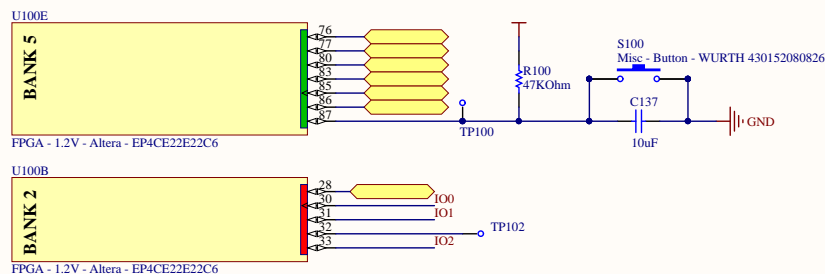 U100E
BANK 5
76
77
80
83
85
86
87
FPGA - 1.2V - Altera - EP4CE22E22C6
TP100
R100
47KOhm
S100
Misc - Button - WURTH 430152080826
C137
10uF
GND
U100B
BANK 2
28
30
31
32
33
IO0
IO1
IO2
TP102
FPGA - 1.2V - Altera - EP4CE22E22C6